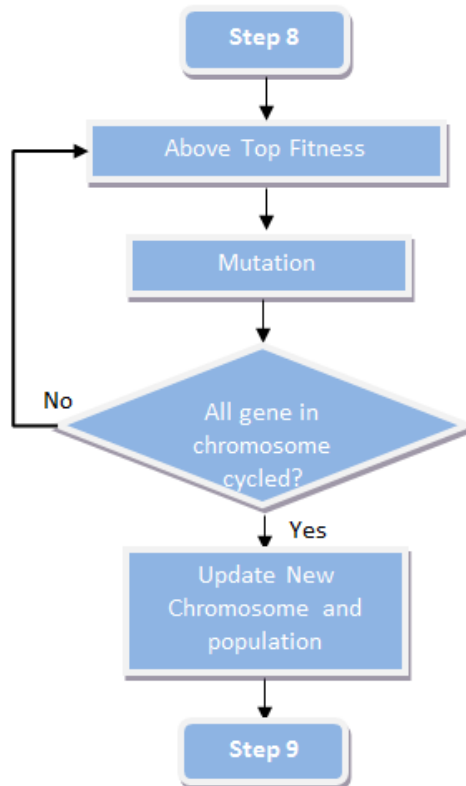 Step 8
Above Top Fitness
Mutation
No
All gene in
chromosome
cycled?
Yes
Update New
Chromosome and
population
Step 9